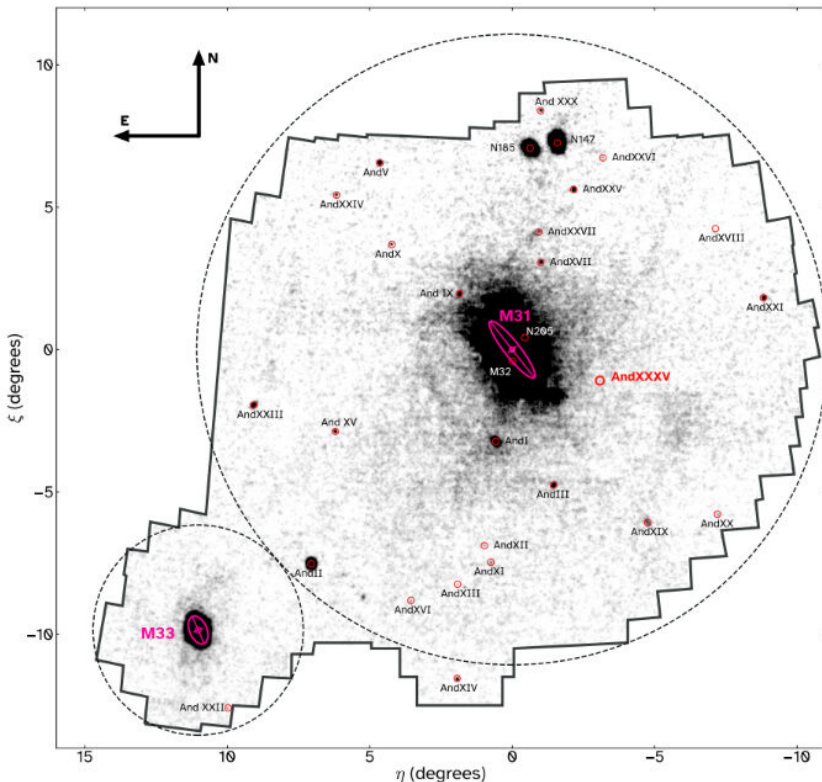 10
5
0
-5
-10
ξ (degrees)
N
E
And XXX
N185
N147
AndXXVI
AndV
AndXXV
AndXXIV
AndXXVII
AndXVIII
AndX
AndXVII
And IX
AndXXI
M31
N205
M32
AndXXXV
AndXXIII
And XV
AndI
AndIII
AndXIX
AndXX
AndXII
AndXI
AndII
AndXIII
AndXVI
M33
AndXIV
And XXII
15
10
5
0
-5
-10
η (degrees)